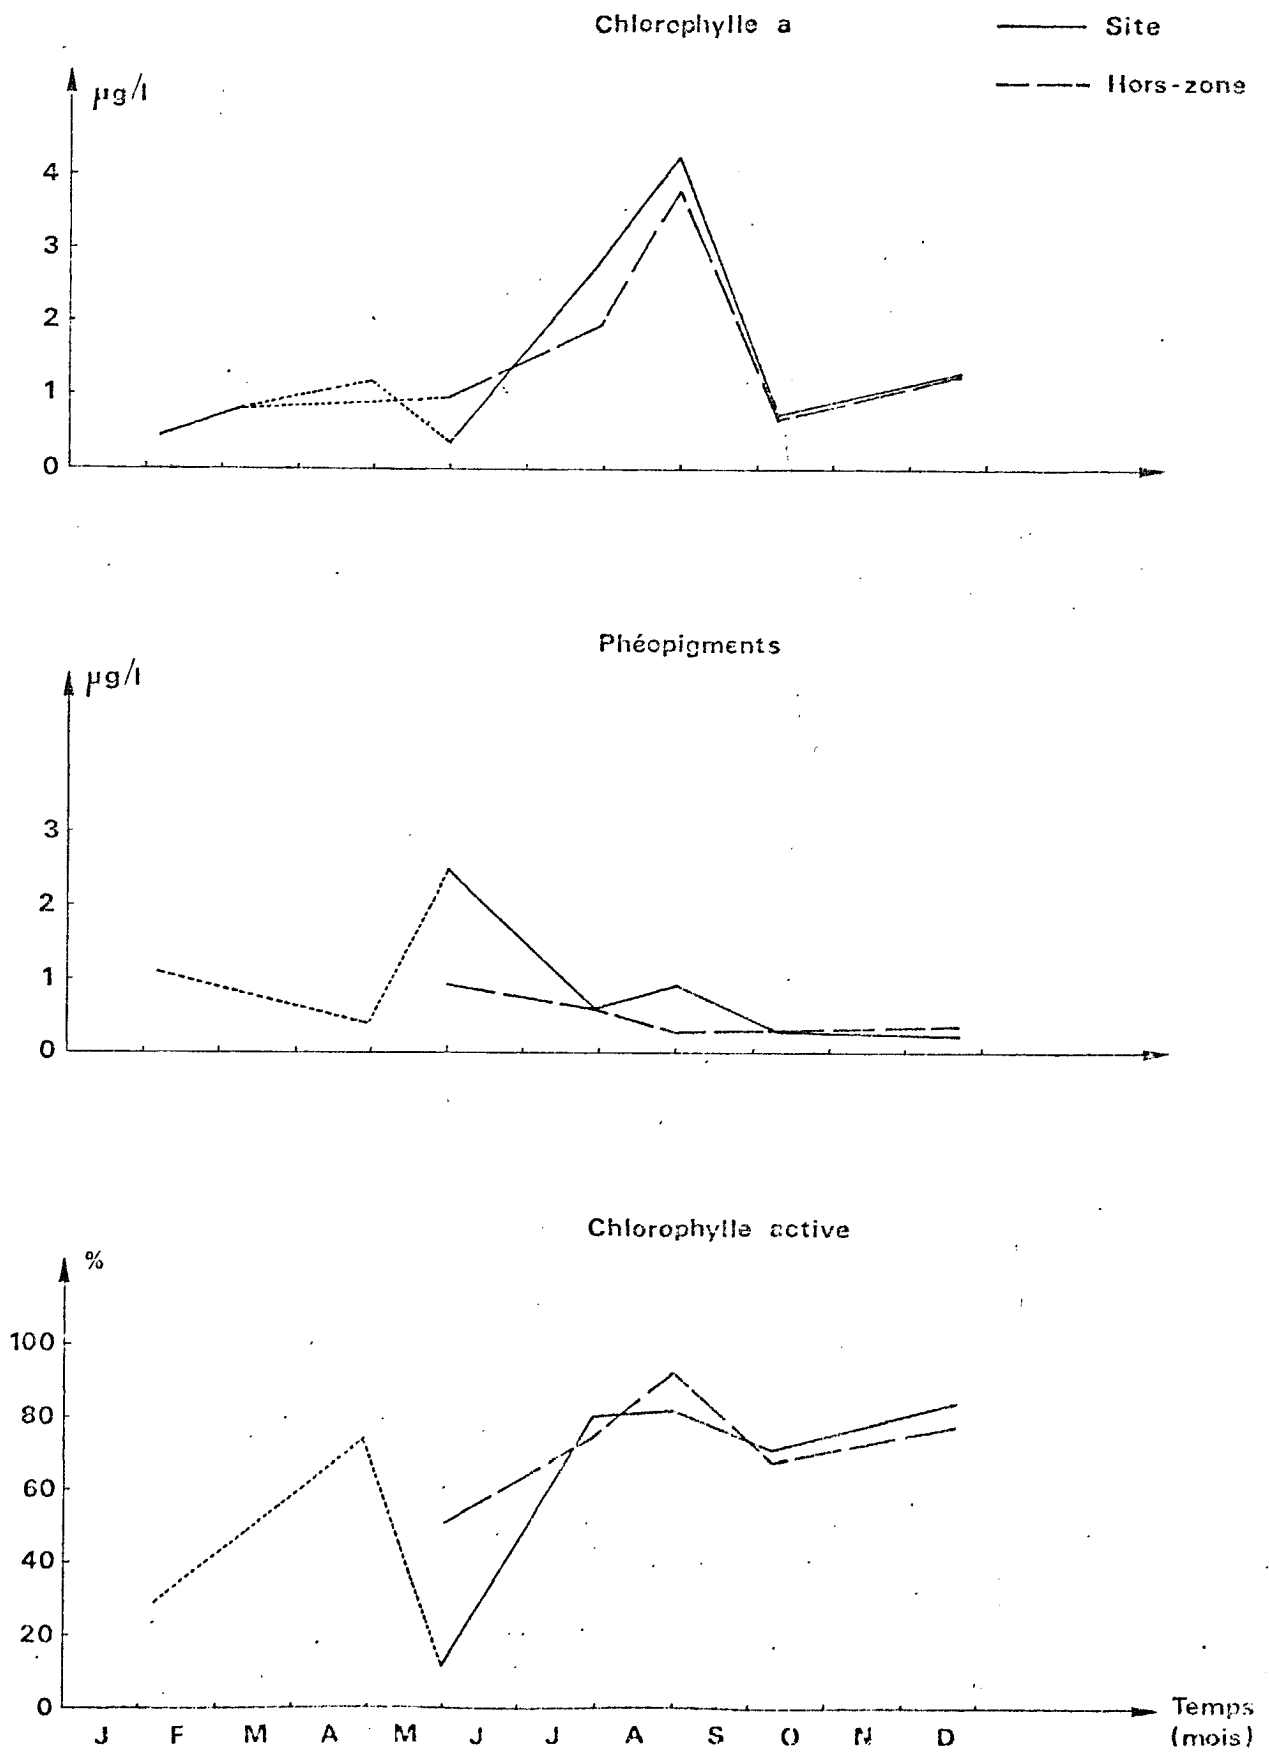 Chlorophylle a
Site
Hors-zone
µg/l
4
3
2
1
0
Phéopigments
µg/l
3
2
1
0
Chlorophylle active
%
100
80
60
40
20
0
J F M A M J J A S O N D
Temps
(mois)